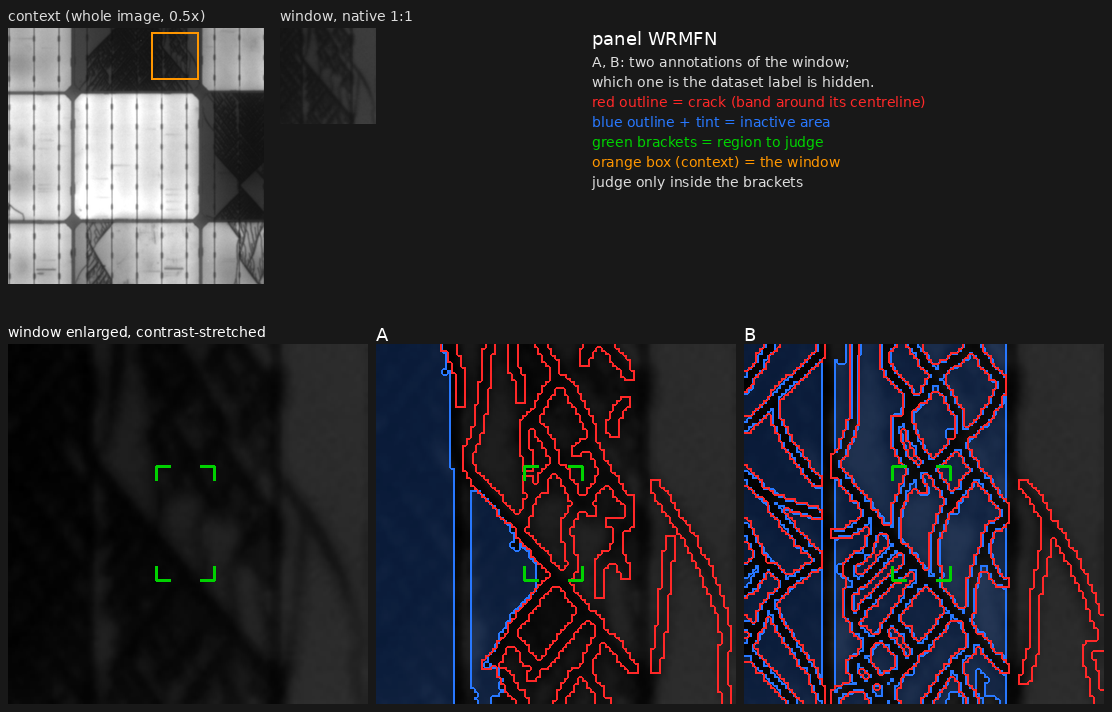 context (whole image, 0.5x)
window, native 1:1
panel WRMFN
A, B: two annotations of the window;
which one is the dataset label is hidden.
red outline = crack (band around its centreline)
blue outline + tint = inactive area
green brackets = region to judge
orange box (context) = the window
judge only inside the brackets
window enlarged, contrast-stretched
A
B